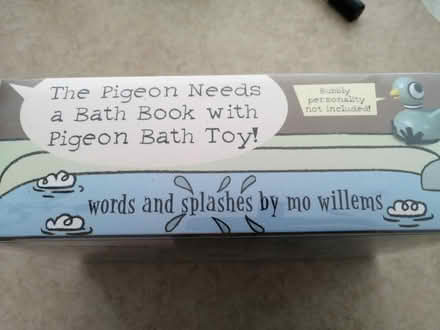 The Pigeon Needs
a Bath Book with
Pigeon Bath Toy!
Bubbly
personality
not included!
words and splashes by mo willems